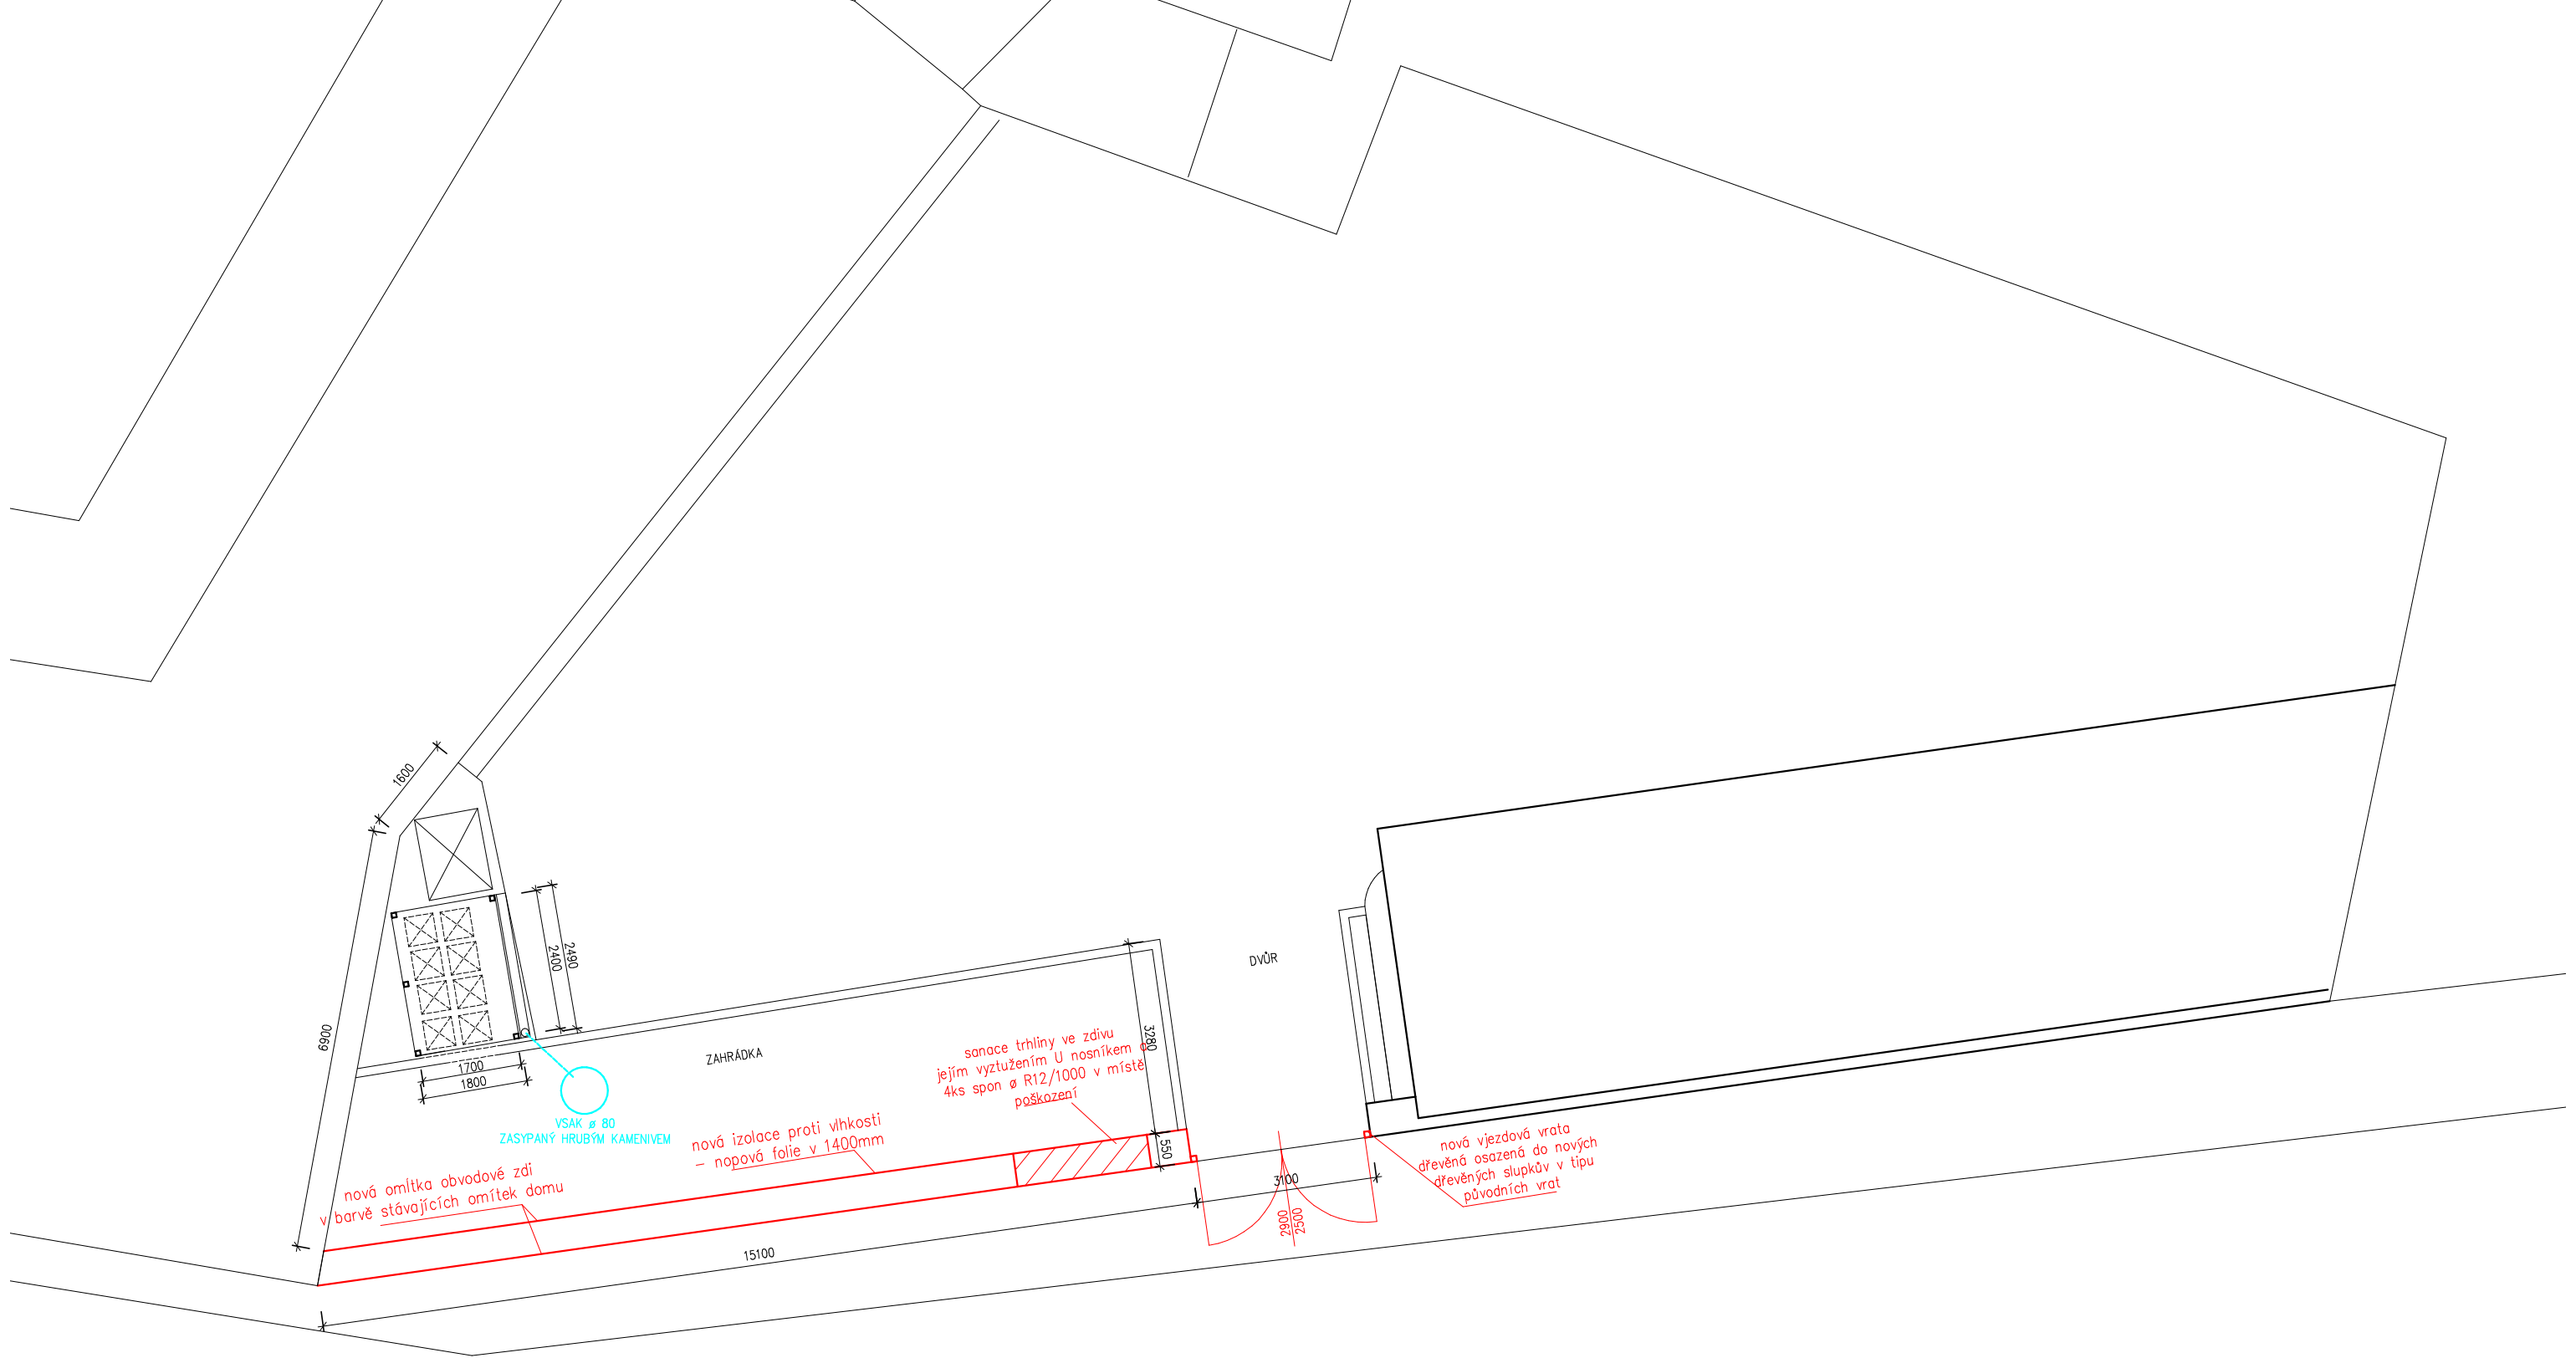 1600
6900
2400
2490
1700
1800
VSAK ø 80
ZASYPANÝ HRUBÝM KAMENIVEM
ZAHRÁDKA
DVŮR
3280
550
sanace trhliny ve zdivu
jejím vyztužením U nosníkem a
4ks spon ø R12/1000 v místě
poškození
nová izolace proti vlhkosti
– nopová folie v 1400mm
nová omítka obvodové zdi
v barvě stávajících omítek domu
nová vjezdová vrata
dřevěná osazená do nových
dřevěných slupkův v tipu
původních vrat
3100
2900
2500
15100